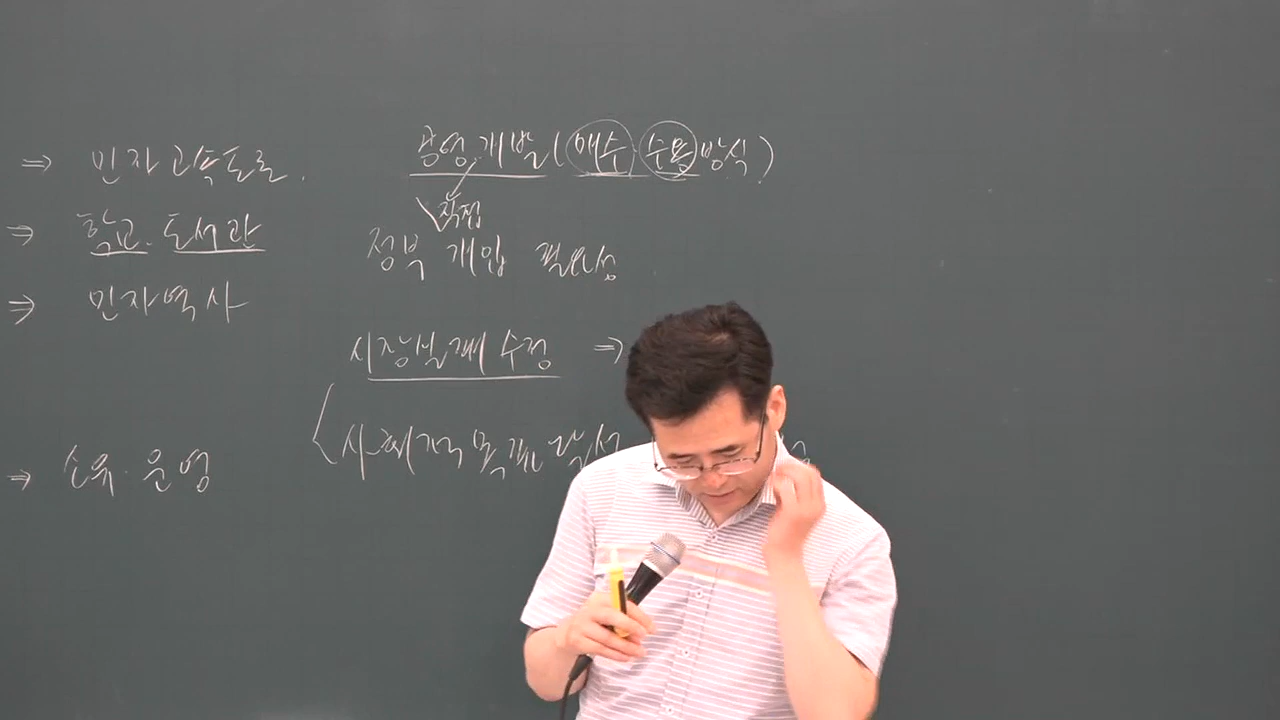 ⇒ 민자고속도로.
⇒ 학교. 도서관
⇒ 민자역사
⇒ 소유. 운영
공영개발 (매수.수용방식)
직접
정부 개입 필요성
시장실패 수정 ⇒
사회적 목표 달성